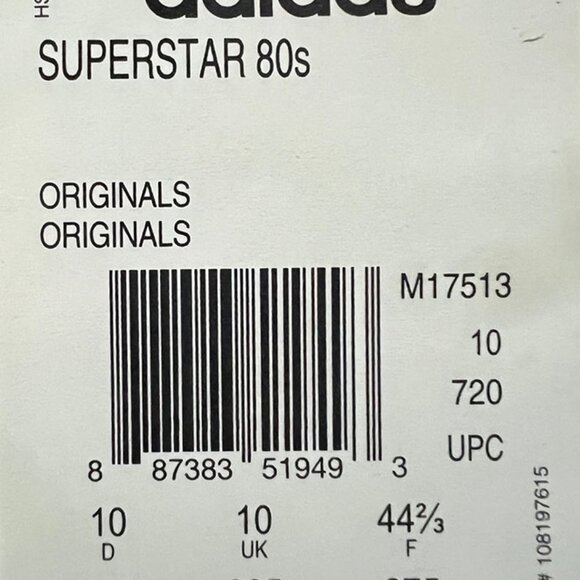 adidas
SUPERSTAR 80s
ORIGINALS
ORIGINALS
M17513
10
720
UPC
8 87383 51949 3
10 10 44⅔
D UK F
# 108197615
HS